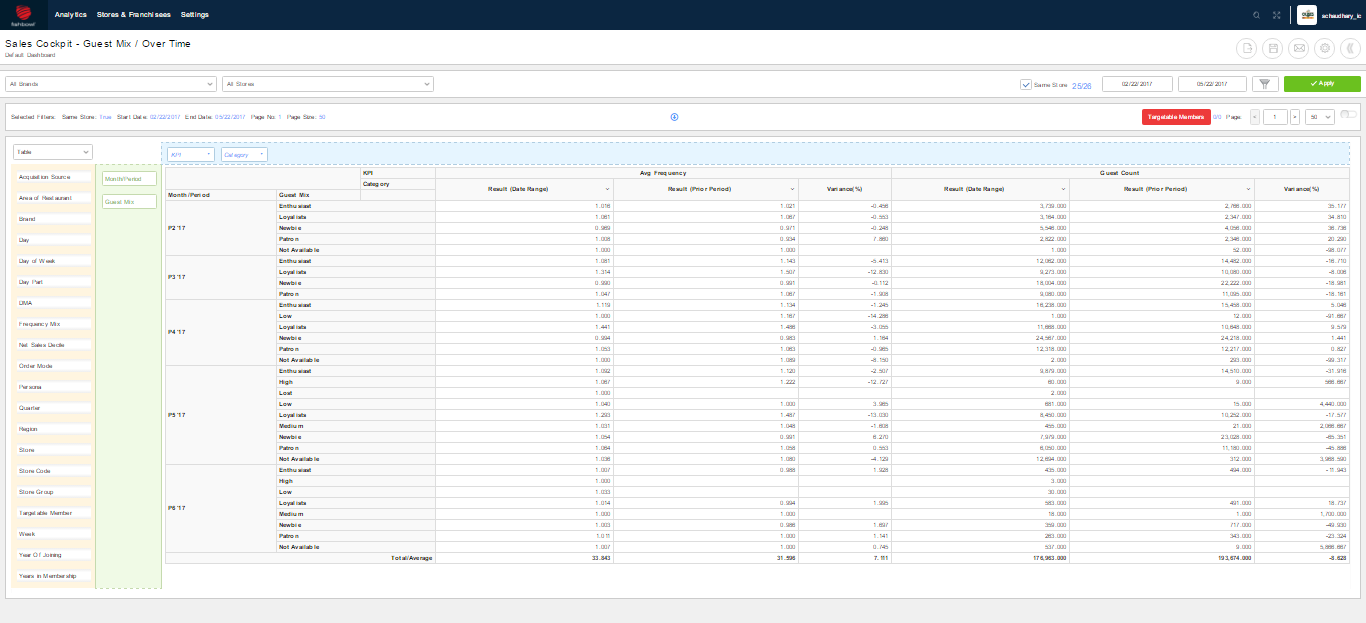 Analytics Stores & Franchisees Settings schaudhary_ic
fishbowl
Sales Cockpit - Guest Mix / Over Time
Default Dashboard
All Brands All Stores Same Store 25/26 02/22/2017 05/22/2017 Apply
Selected Filters: Same Store: true Start Date: 02/22/2017 End Date: 05/22/2017 Page No: 1 Page Size: 50 Targetable Members 0/0 Page: < 1 > 50
Table KPI Category
Acquisition Source
Area of Restaurant
Brand
Day
Day of Week
Day Part
DMA
Frequency Mix
Net Sales Decile
Order Mode
Persona
Quarter
Region
Store
Store Code
Store Group
Targetable Member
Week
Year Of Joining
Years in Membership
Month/Period
Guest Mix
KPI Avg Frequency Guest Count
Category Result (Date Range) Result (Prior Period) Variance(%) Result (Date Range) Result (Prior Period) Variance(%)
Month/Period Guest Mix
P2 '17
Enthusiast 1.016 1.021 -0.456 3,739.000 2,766.000 35.177
Loyalists 1.061 1.067 -0.553 3,164.000 2,347.000 34.810
Newbie 0.969 0.971 -0.248 5,546.000 4,056.000 36.736
Patron 1.008 0.934 7.860 2,822.000 2,346.000 20.290
Not Available 1.000 1.000 1.000 52.000 -98.077
P3 '17
Enthusiast 1.081 1.143 -5.413 12,062.000 14,482.000 -16.710
Loyalists 1.314 1.507 -12.830 9,273.000 10,080.000 -8.006
Newbie 0.990 0.991 -0.112 18,004.000 22,222.000 -18.981
Patron 1.047 1.067 -1.908 9,080.000 11,095.000 -18.161
P4 '17
Enthusiast 1.119 1.134 -1.245 16,238.000 15,458.000 5.046
Low 1.000 1.167 -14.286 1.000 12.000 -91.667
Loyalists 1.441 1.486 -3.055 11,668.000 10,648.000 9.579
Newbie 0.994 0.983 1.164 24,567.000 24,218.000 1.441
Patron 1.053 1.063 -0.965 12,318.000 12,217.000 0.827
Not Available 1.000 1.089 -8.150 2.000 293.000 -99.317
P5 '17
Enthusiast 1.092 1.120 -2.507 9,879.000 14,510.000 -31.916
High 1.067 1.222 -12.727 60.000 9.000 566.667
Lost 1.000 2.000
Low 1.040 1.000 3.965 681.000 15.000 4,440.000
Loyalists 1.293 1.487 -13.030 8,450.000 10,252.000 -17.577
Medium 1.031 1.048 -1.608 455.000 21.000 2,066.667
Newbie 1.054 0.991 6.270 7,979.000 23,028.000 -65.351
Patron 1.064 1.058 0.553 6,050.000 11,180.000 -45.886
Not Available 1.036 1.080 -4.129 12,694.000 312.000 3,968.590
P6 '17
Enthusiast 1.007 0.988 1.928 435.000 494.000 -11.943
High 1.000 3.000
Low 1.033 30.000
Loyalists 1.014 0.994 1.995 583.000 491.000 18.737
Medium 1.000 1.000 18.000 1.000 1,700.000
Newbie 1.003 0.986 1.697 359.000 717.000 -49.930
Patron 1.011 1.000 1.141 263.000 343.000 -23.324
Not Available 1.007 1.000 0.745 537.000 9.000 5,866.667
Total/Average 33.843 31.596 7.111 176,963.000 193,674.000 -8.628